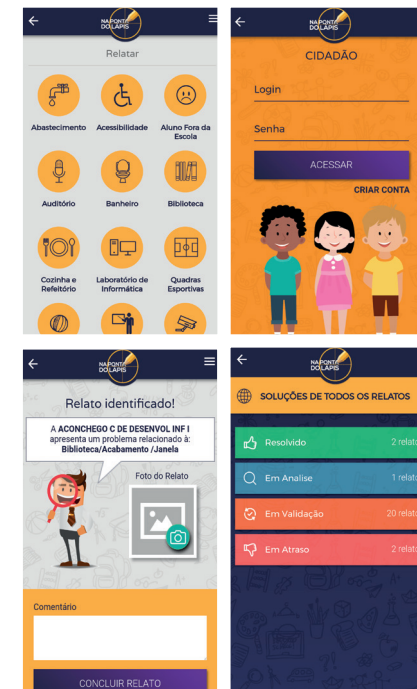 NA PONTA
DO LÁPIS
Relatar
Abastecimento
Acessibilidade
Aluno Fora da
Escola
Auditório
Banheiro
Biblioteca
Cozinha e
Refeitório
Laboratório de
Informática
Quadras
Esportivas
NA PONTA
DO LÁPIS
CIDADÃO
Login
Senha
ACESSAR
CRIAR CONTA
NA PONTA
DO LÁPIS
Relato identificado!
A ACONCHEGO C DE DESENVOL INF I
apresenta um problema relacionado à:
Biblioteca/Acabamento /Janela
Foto do Relato
Comentário
CONCLUIR RELATO
NA PONTA
DO LÁPIS
SOLUÇÕES DE TODOS OS RELATOS
Resolvido 2 relato
Em Analise 1 relato
Em Validação 20 relato
Em Atraso 2 relato